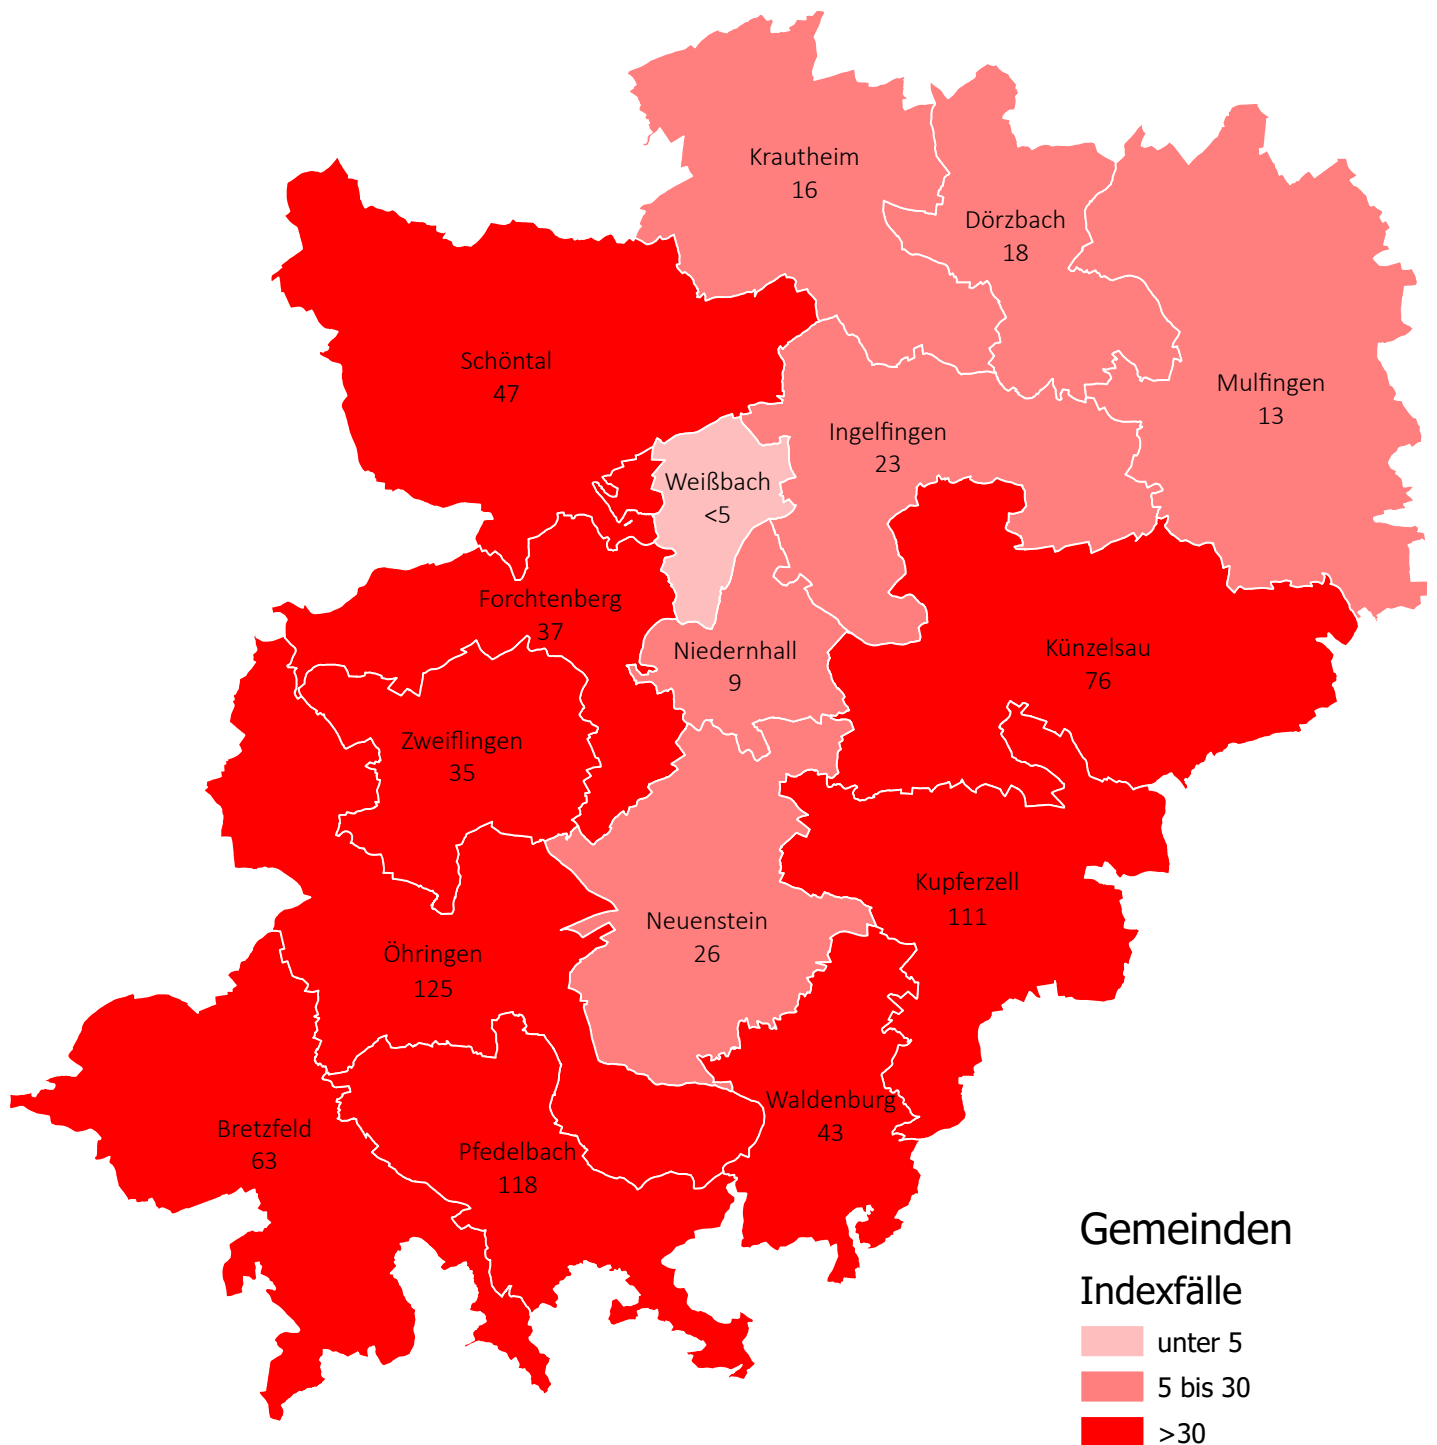 Krautheim
16
Dörzbach
18
Schöntal
47
Mulfingen
13
Ingelfingen
23
Weißbach
<5
Forchtenberg
37
Niedernhall
9
Künzelsau
76
Zweiflingen
35
Kupferzell
111
Neuenstein
26
Öhringen
125
Waldenburg
43
Bretzfeld
63
Pfedelbach
118
Gemeinden
Indexfälle
unter 5
5 bis 30
>30